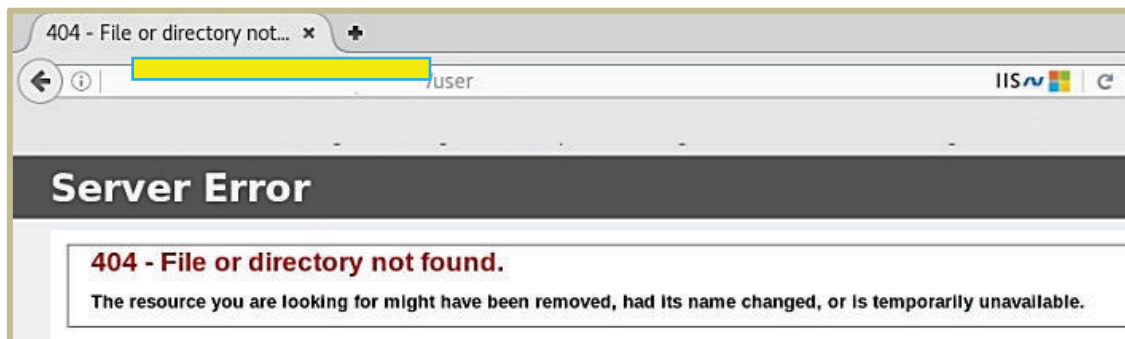 404 - File or directory not...
/user
IIS
Server Error
404 - File or directory not found.
The resource you are looking for might have been removed, had its name changed, or is temporarily unavailable.